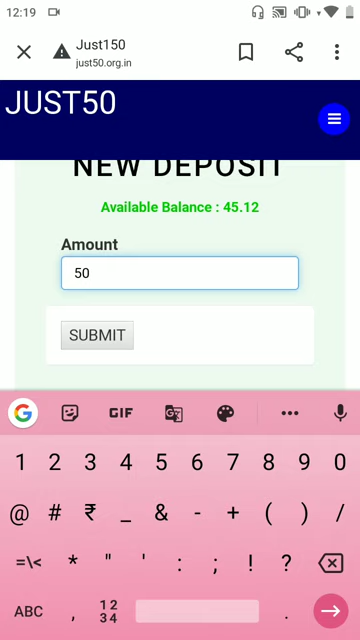 12:19
Just150
just50.org.in
JUST50
NEW DEPOSIT
Available Balance : 45.12
Amount
50
SUBMIT
G GIF
1 2 3 4 5 6 7 8 9 0
@ # ₹ _ & - + ( ) /
=\< * " ' : ; ! ?
ABC , 12 34 .